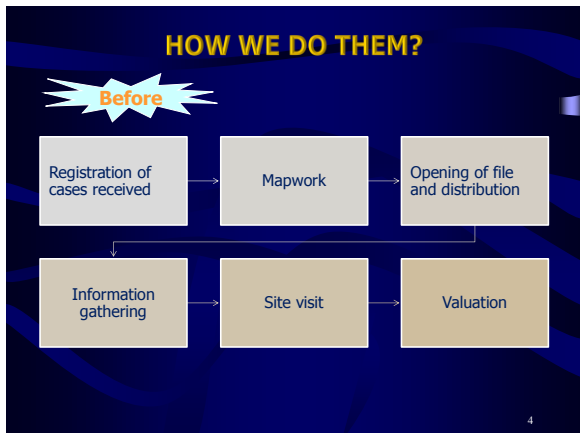 HOW WE DO THEM?
Before
Registration of
cases received
Mapwork
Opening of file
and distribution
Information
gathering
Site visit
Valuation
4